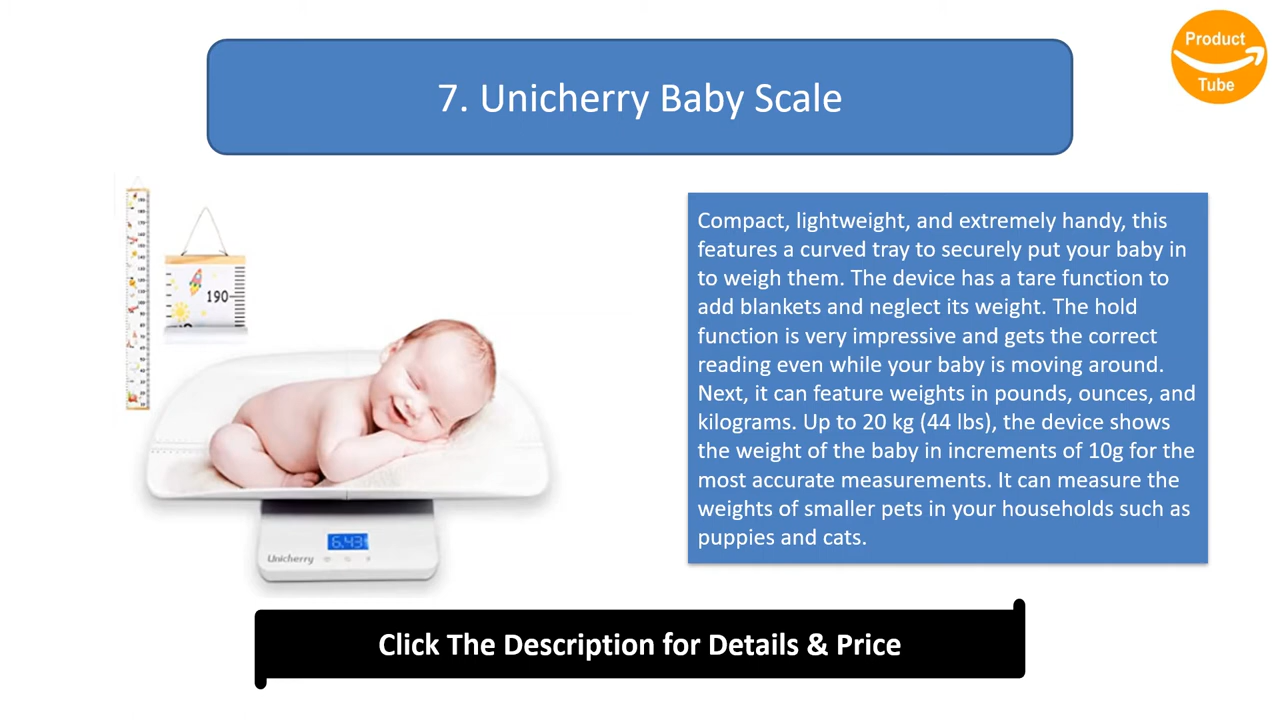 Product
Tube
7. Unicherry Baby Scale
190
Compact, lightweight, and extremely handy, this
features a curved tray to securely put your baby in
to weigh them. The device has a tare function to
add blankets and neglect its weight. The hold
function is very impressive and gets the correct
reading even while your baby is moving around.
Next, it can feature weights in pounds, ounces, and
kilograms. Up to 20 kg (44 lbs), the device shows
the weight of the baby in increments of 10g for the
most accurate measurements. It can measure the
weights of smaller pets in your households such as
puppies and cats.
6.43
Unicherry
Click The Description for Details & Price